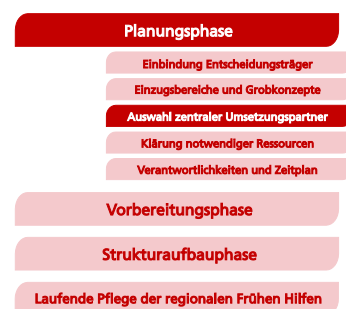 Planungsphase
Einbindung Entscheidungsträger
Einzugsbereiche und Grobkonzepte
Auswahl zentraler Umsetzungspartner
Klärung notwendiger Ressourcen
Verantwortlichkeiten und Zeitplan
Vorbereitungsphase
Strukturaufbauphase
Laufende Pflege der regionalen Frühen Hilfen